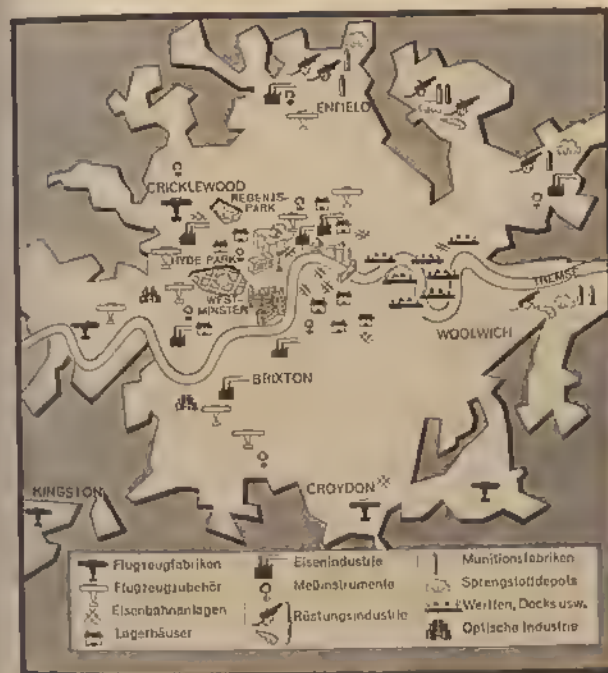 ENFIELD
CRICKLEWOOD
REGENTS-
PARK
HYDE PARK
WEST-
MINSTER
TREMSE
WOOLWICH
BRIXTON
KINGSTON
CROYDON
Flugzeugfabriken
Flugzeugzubehör
Eisenbahnanlagen
Lagerhäuser
Eisenindustrie
Meßinstrumente
Rüstungsindustrie
Munitionsfabriken
Sprengstoffdepots
Werften, Docks usw.
Optische Industrie